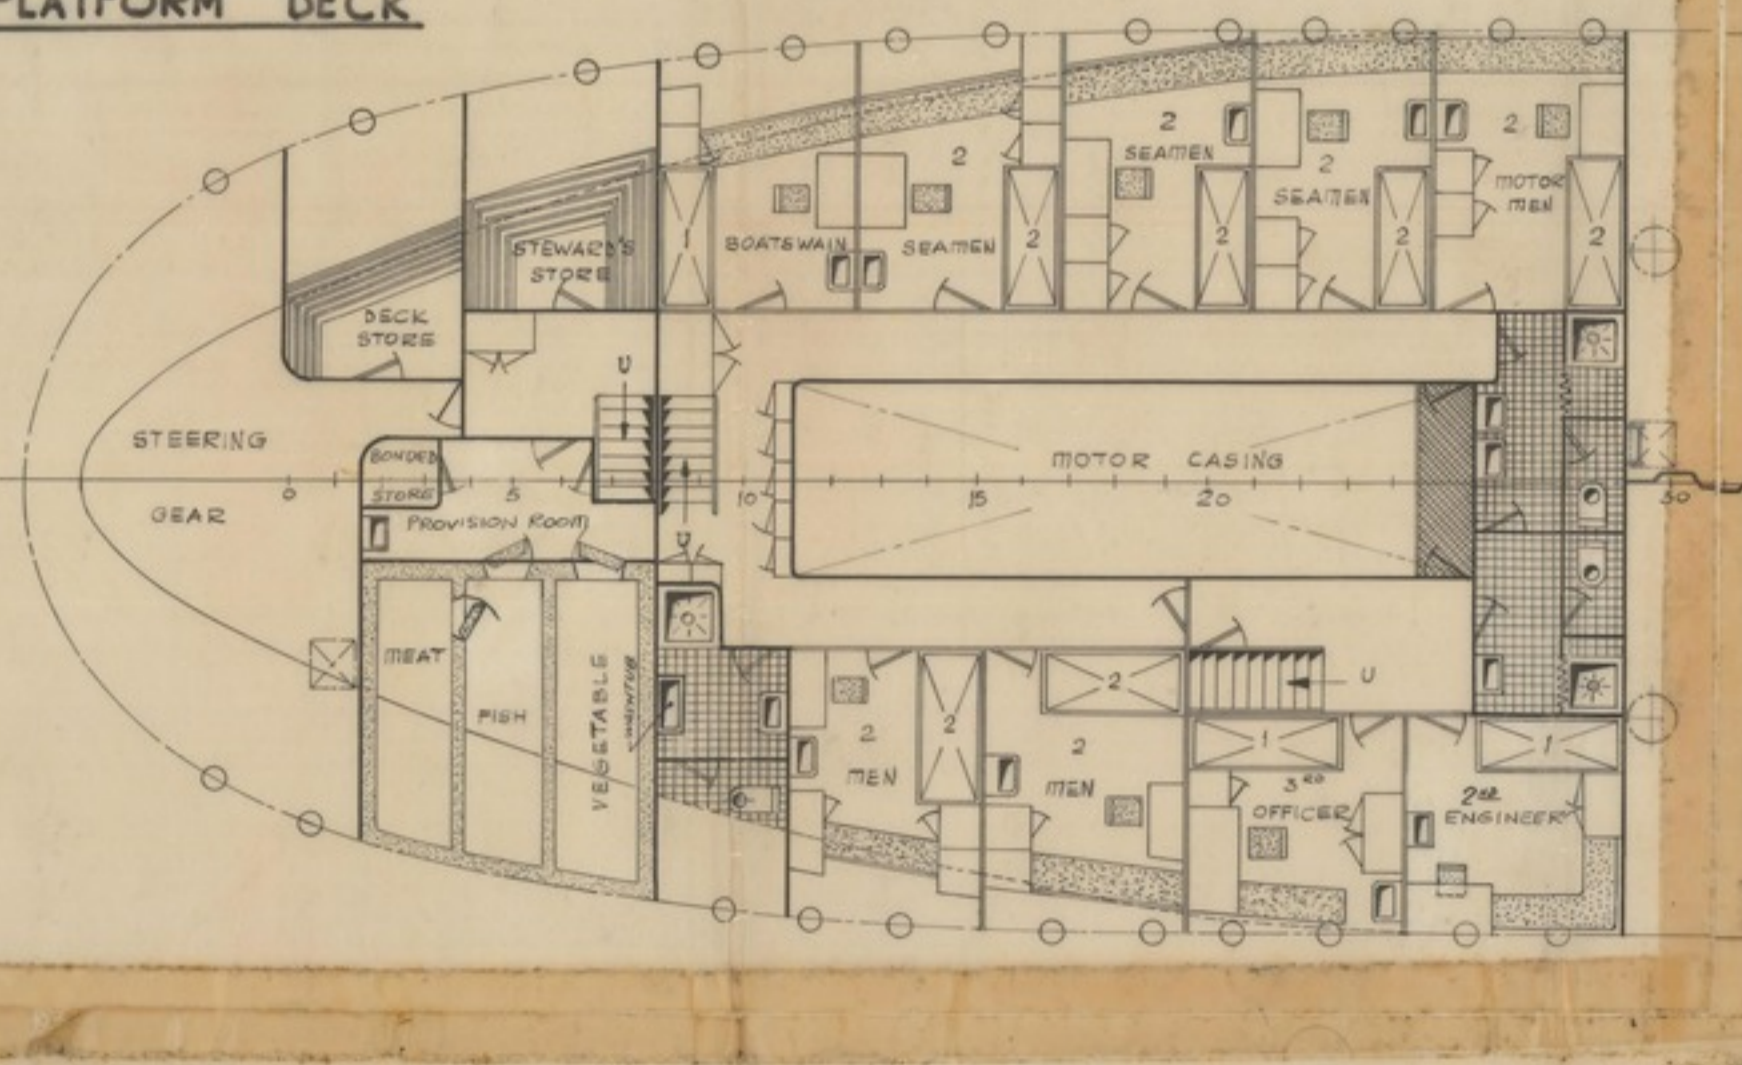 PLATFORM DECK
2
2
2
SEAMEN
2
SEAMEN
MOTOR
MEN
1
BOATSWAIN
SEAMEN
2
2
2
2
STEWARD'S
STORE
DECK
STORE
U
STEERING
GEAR
BONDED
STORE
PROVISION ROOM
MOTOR CASING
0
5
10
15
20
30
U
MEAT
FISH
VEGETABLE
2
MEN
2
2
2
MEN
U
1
3RD
OFFICER
1
2ND
ENGINEER